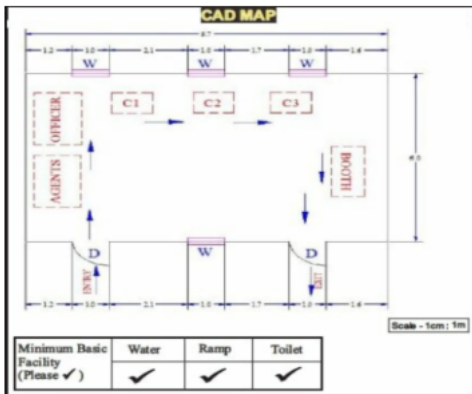 CAD MAP
9.7
1.2 1.0 2.1 1.0 1.7 1.0 1.6
W W W
C1 C2 C3
OFFICER
AGENTS
BOOTH
6.0
D W D
ENTRY EXIT
1.2 1.0 2.1 1.0 1.7 1.0 1.6
Scale - 1cm : 1m
Minimum Basic Facility (Please ✓) Water Ramp Toilet
✓ ✓ ✓